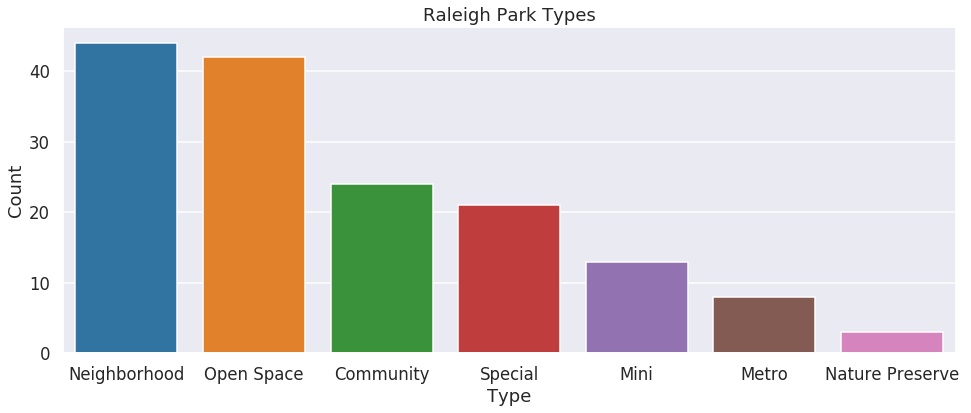 Raleigh Park Types
Count
40
30
20
10
0
Neighborhood Open Space Community Special Mini Metro Nature Preserve
Type